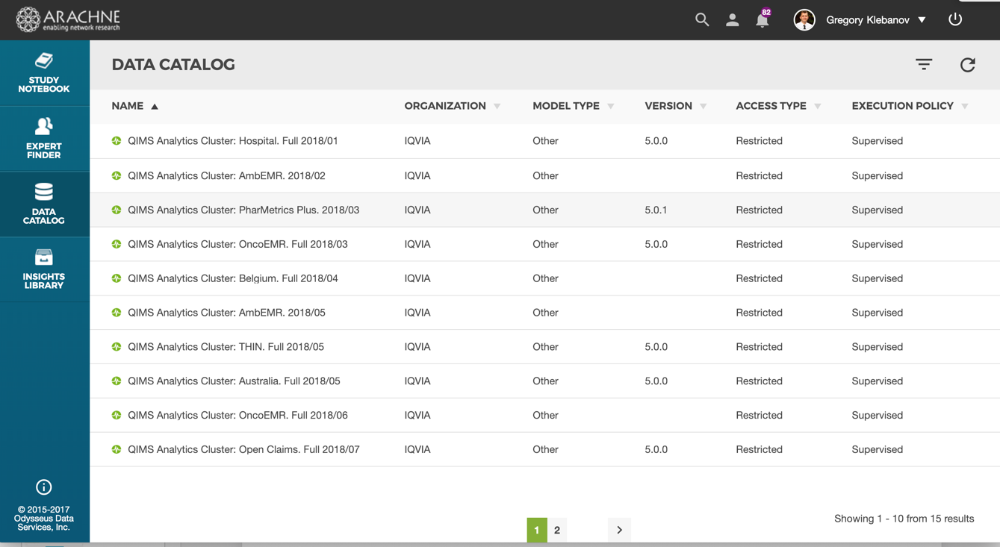 ARACHNE
enabling network research
82
Gregory Klebanov
STUDY
NOTEBOOK
EXPERT
FINDER
DATA
CATALOG
INSIGHTS
LIBRARY
© 2015-2017
Odysseus Data
Services, Inc.
DATA CATALOG
NAME ORGANIZATION MODEL TYPE VERSION ACCESS TYPE EXECUTION POLICY
QIMS Analytics Cluster: Hospital. Full 2018/01 IQVIA Other 5.0.0 Restricted Supervised
QIMS Analytics Cluster: AmbEMR. 2018/02 IQVIA Other Restricted Supervised
QIMS Analytics Cluster: PharMetrics Plus. 2018/03 IQVIA Other 5.0.1 Restricted Supervised
QIMS Analytics Cluster: OncoEMR. Full 2018/03 IQVIA Other 5.0.0 Restricted Supervised
QIMS Analytics Cluster: Belgium. Full 2018/04 IQVIA Other Restricted Supervised
QIMS Analytics Cluster: AmbEMR. 2018/05 IQVIA Other Restricted Supervised
QIMS Analytics Cluster: THIN. Full 2018/05 IQVIA Other 5.0.0 Restricted Supervised
QIMS Analytics Cluster: Australia. Full 2018/05 IQVIA Other 5.0.0 Restricted Supervised
QIMS Analytics Cluster: OncoEMR. Full 2018/06 IQVIA Other Restricted Supervised
QIMS Analytics Cluster: Open Claims. Full 2018/07 IQVIA Other 5.0.0 Restricted Supervised
Showing 1 - 10 from 15 results
1 2